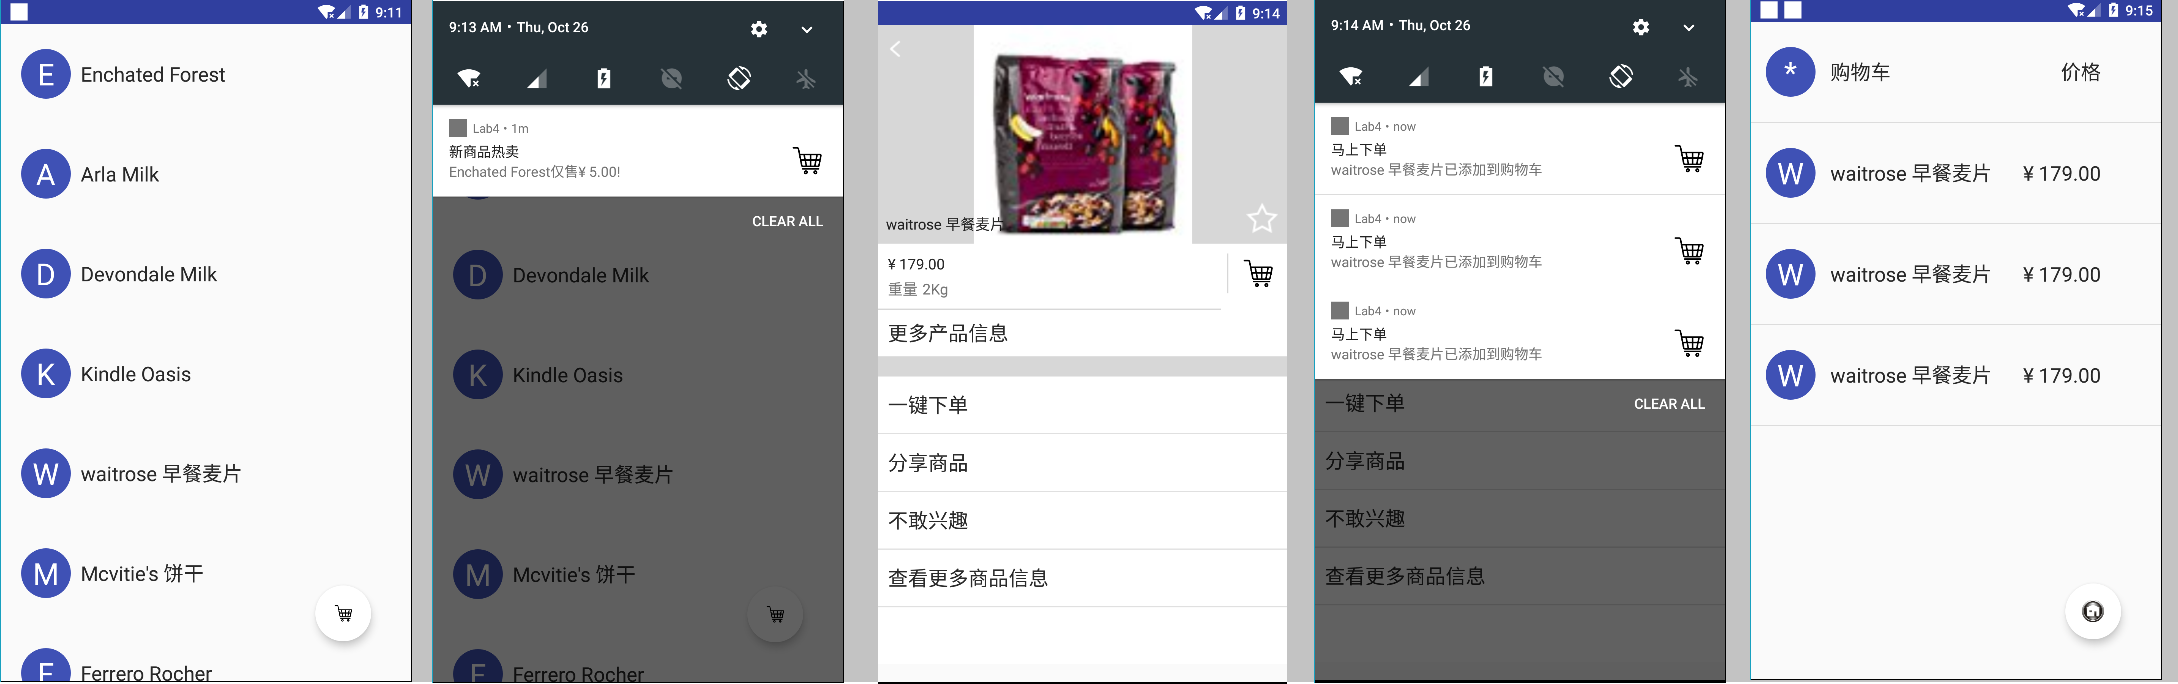 9:11
E Enchated Forest
A Arla Milk
D Devondale Milk
K Kindle Oasis
W waitrose 早餐麦片
M Mcvitie's 饼干
F Ferrero Rocher
9:13 AM • Thu, Oct 26
Lab4 • 1m
新商品热卖
Enchated Forest仅售¥ 5.00!
CLEAR ALL
D Devondale Milk
K Kindle Oasis
W waitrose 早餐麦片
M Mcvitie's 饼干
F Ferrero Rocher
9:14
waitrose 早餐麦片
¥ 179.00
重量 2Kg
更多产品信息
一键下单
分享商品
不敢兴趣
查看更多商品信息
9:14 AM • Thu, Oct 26
Lab4 • now
马上下单
waitrose 早餐麦片已添加到购物车
Lab4 • now
马上下单
waitrose 早餐麦片已添加到购物车
Lab4 • now
马上下单
waitrose 早餐麦片已添加到购物车
一键下单
CLEAR ALL
分享商品
不敢兴趣
查看更多商品信息
9:15
* 购物车 价格
W waitrose 早餐麦片 ¥ 179.00
W waitrose 早餐麦片 ¥ 179.00
W waitrose 早餐麦片 ¥ 179.00